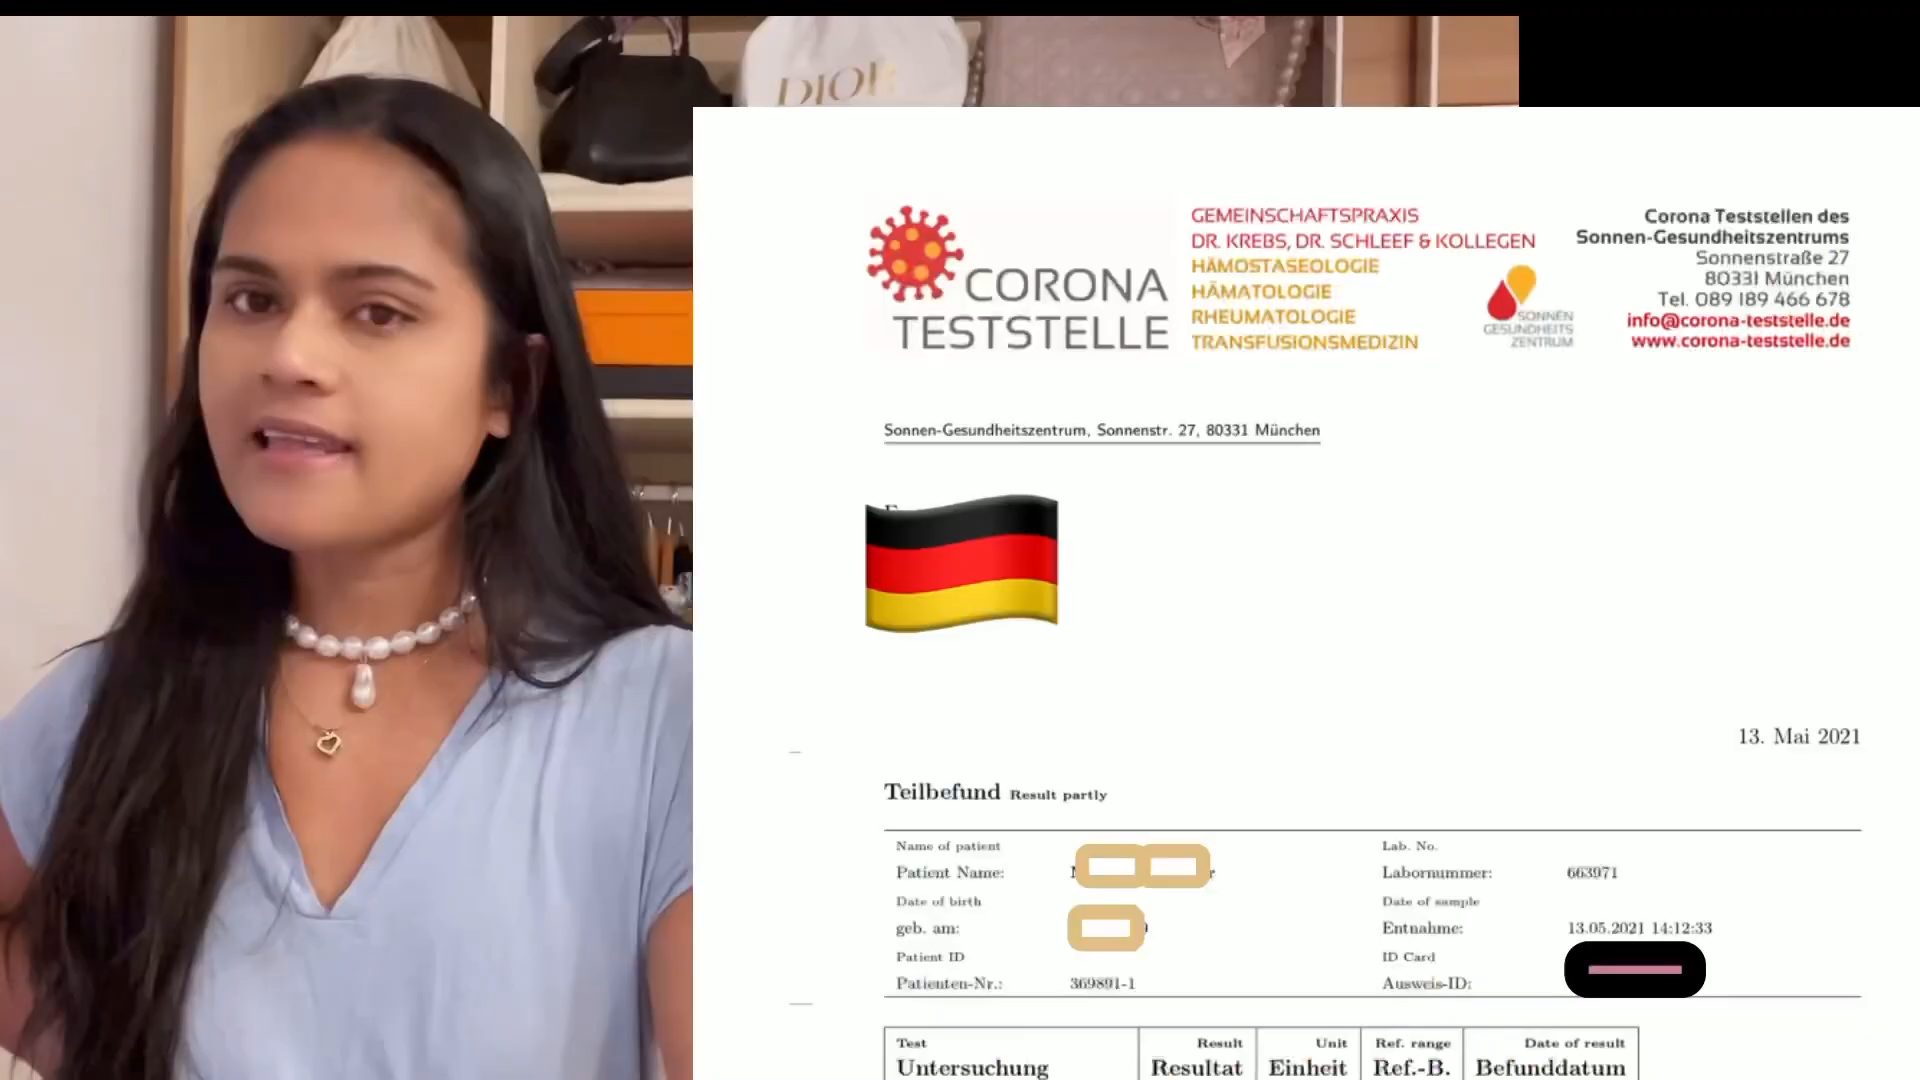 DIOR
CORONA
TESTSTELLE
GEMEINSCHAFTSPRAXIS
DR. KREBS, DR. SCHLEEF & KOLLEGEN
HÄMOSTASEOLOGIE
HÄMATOLOGIE
RHEUMATOLOGIE
TRANSFUSIONSMEDIZIN
SONNEN
GESUNDHEITS
ZENTRUM
Corona Teststellen des
Sonnen-Gesundheitszentrums
Sonnenstraße 27
80331 München
Tel. 089 189 466 678
info@corona-teststelle.de
www.corona-teststelle.de
Sonnen-Gesundheitszentrum, Sonnenstr. 27, 80331 München
13. Mai 2021
Teilbefund Result partly
Name of patient Lab. No.
Patient Name: Labornummer: 663971
Date of birth Date of sample
geb. am: Entnahme: 13.05.2021 14:12:33
Patient ID ID Card
Patienten-Nr.: 369891-1 Ausweis-ID:
Test Result Unit Ref. range Date of result
Untersuchung Resultat Einheit Ref.-B. Befunddatum